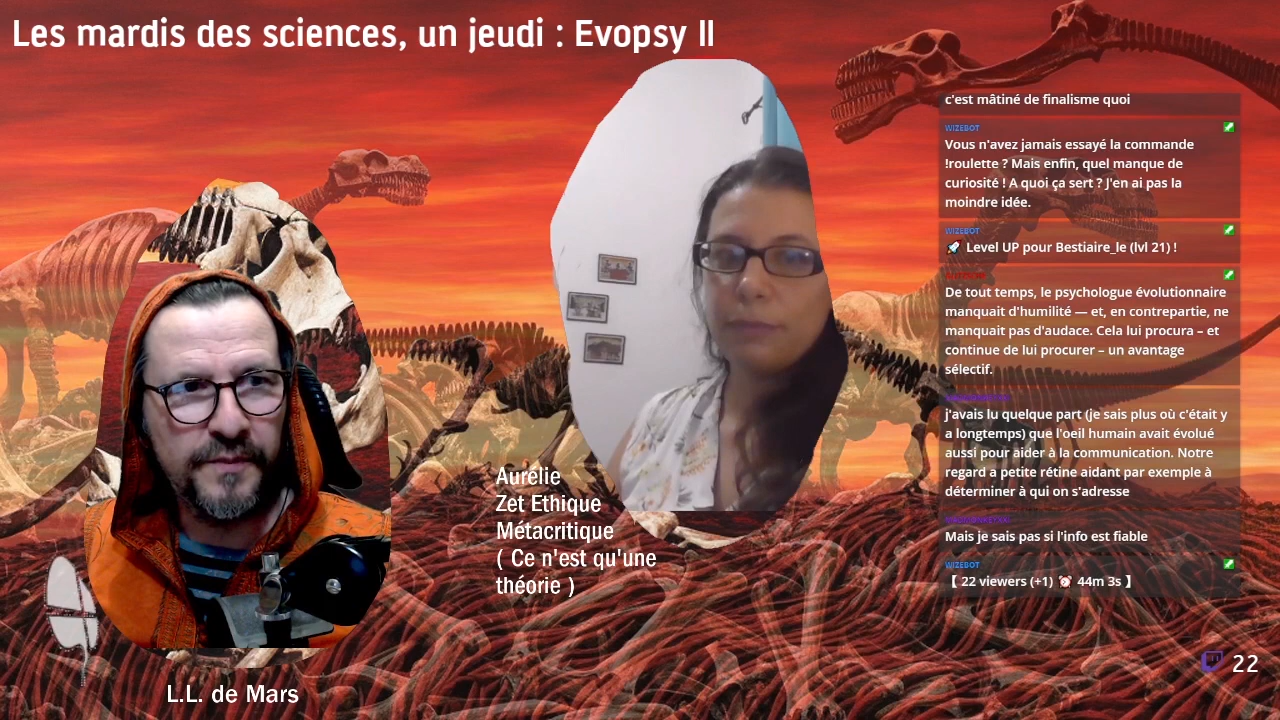 Les mardis des sciences, un jeudi : Evopsy II
c'est mâtiné de finalisme quoi
WIZEBOT
Vous n'avez jamais essayé la commande
!roulette ? Mais enfin, quel manque de
curiosité ! A quoi ça sert ? J'en ai pas la
moindre idée.
WIZEBOT
Level UP pour Bestiaire_le (lvl 21) !
De tout temps, le psychologue évolutionnaire
manquait d'humilité — et, en contrepartie, ne
manquait pas d'audace. Cela lui procura – et
continue de lui procurer – un avantage
sélectif.
j'avais lu quelque part (je sais plus où c'était y
a longtemps) que l'oeil humain avait évolué
aussi pour aider à la communication. Notre
regard a petite rétine aidant par exemple à
déterminer à qui on s'adresse
Mais je sais pas si l'info est fiable
WIZEBOT
【 22 viewers (+1) ⏰ 44m 3s 】
Aurélie
Zet Ethique
Métacritique
( Ce n'est qu'une
théorie )
22
L.L. de Mars